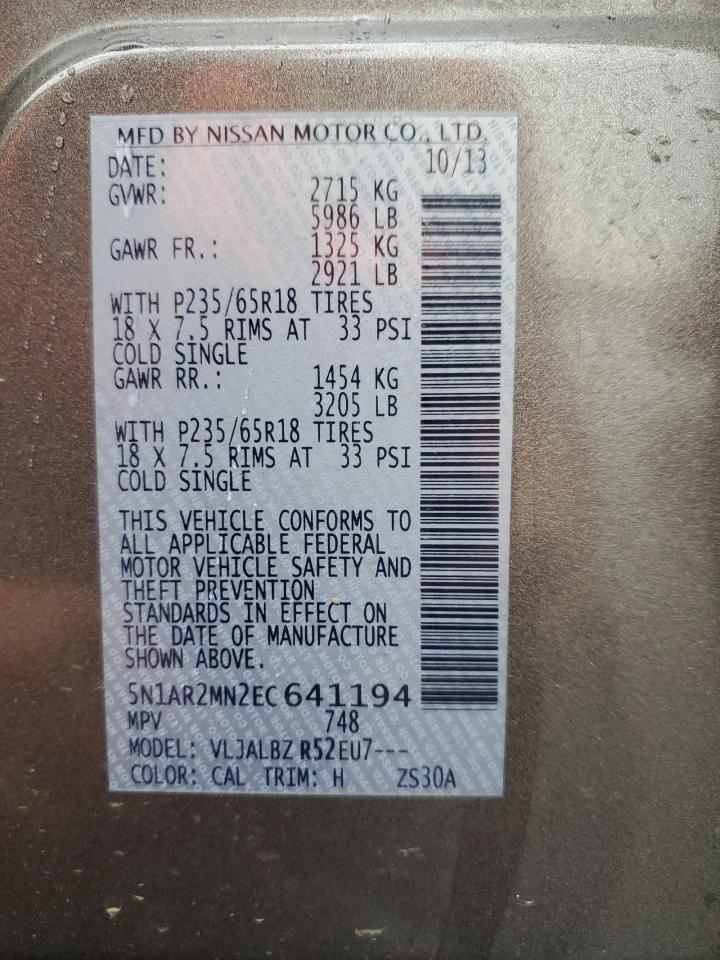 MFD BY NISSAN MOTOR CO., LTD.
DATE: 10/13
GVWR: 2715 KG
5986 LB
GAWR FR.: 1325 KG
2921 LB
WITH P235/65R18 TIRES
18 X 7.5 RIMS AT 33 PSI
COLD SINGLE
GAWR RR.: 1454 KG
3205 LB
WITH P235/65R18 TIRES
18 X 7.5 RIMS AT 33 PSI
COLD SINGLE
THIS VEHICLE CONFORMS TO
ALL APPLICABLE FEDERAL
MOTOR VEHICLE SAFETY AND
THEFT PREVENTION
STANDARDS IN EFFECT ON
THE DATE OF MANUFACTURE
SHOWN ABOVE.
5N1AR2MN2EC641194
MPV 748
MODEL: VLJALBZ R52EU7---
COLOR: CAL TRIM: H ZS30A